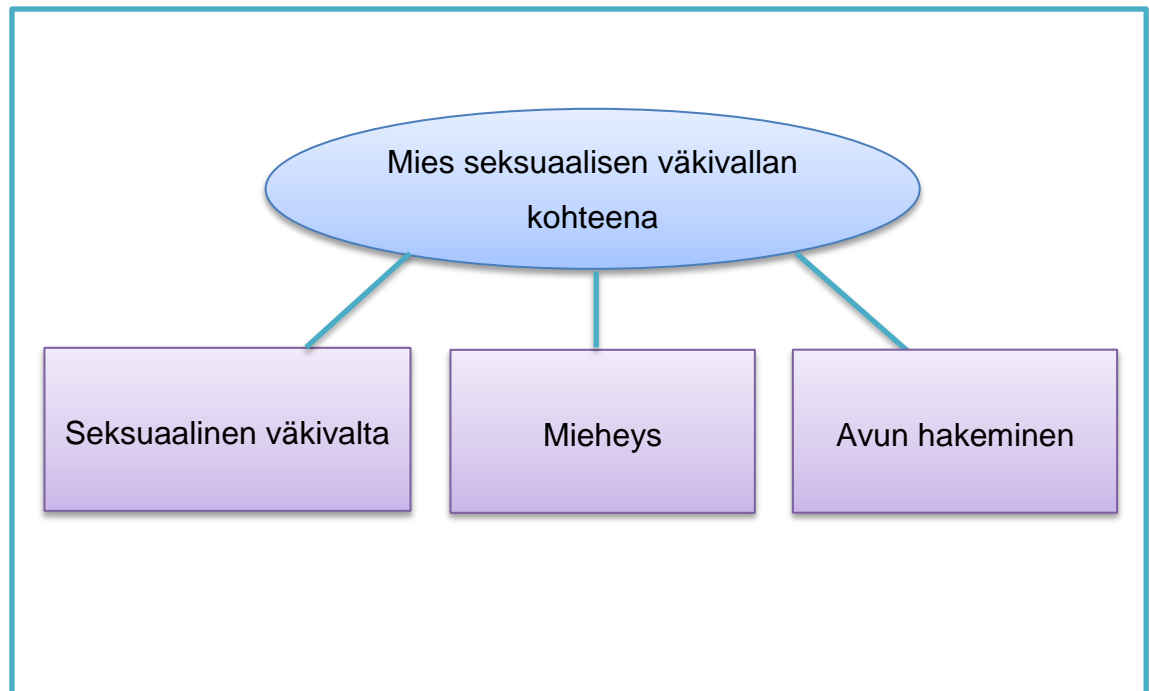 Mies seksuaalisen väkivallan
kohteena
Seksuaalinen väkivalta
Mieheys
Avun hakeminen